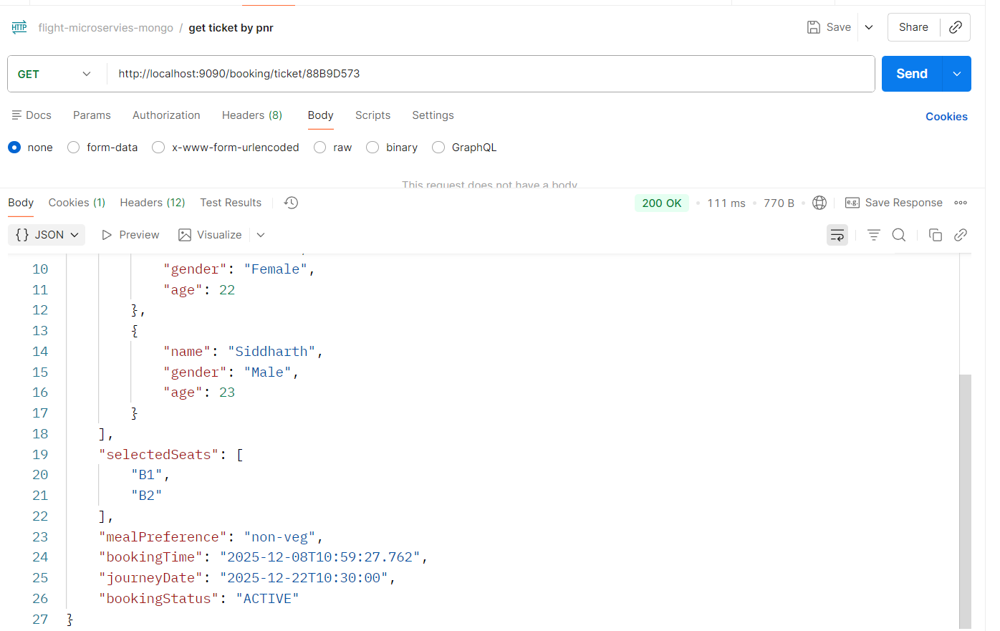 HTTP flight-microservies-mongo / get ticket by pnr Save Share
GET http://localhost:9090/booking/ticket/88B9D573 Send
Docs Params Authorization Headers (8) Body Scripts Settings Cookies
none form-data x-www-form-urlencoded raw binary GraphQL
This request does not have a body
Body Cookies (1) Headers (12) Test Results 200 OK 111 ms 770 B e.g. Save Response
{} JSON Preview Visualize
10 "gender": "Female",
11 "age": 22
12 },
13 {
14 "name": "Siddharth",
15 "gender": "Male",
16 "age": 23
17 }
18 ],
19 "selectedSeats": [
20 "B1",
21 "B2"
22 ],
23 "mealPreference": "non-veg",
24 "bookingTime": "2025-12-08T10:59:27.762",
25 "journeyDate": "2025-12-22T10:30:00",
26 "bookingStatus": "ACTIVE"
27 }